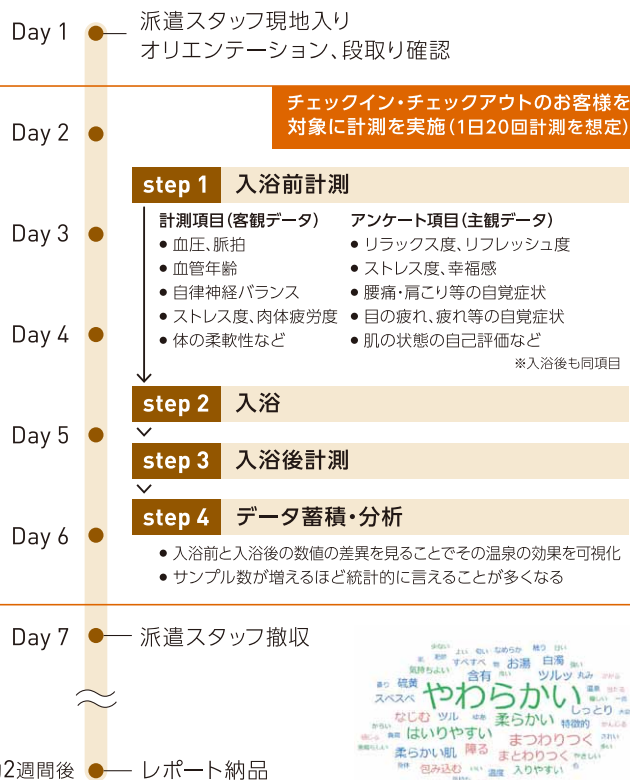 Day 1
派遣スタッフ現地入り
オリエンテーション、段取り確認
チェックイン・チェックアウトのお客様を
対象に計測を実施(1日20回計測を想定)
Day 2
step 1 入浴前計測
計測項目(客観データ)
● 血圧、脈拍
● 血管年齢
● 自律神経バランス
● ストレス度、肉体疲労度
● 体の柔軟性など
アンケート項目(主観データ)
● リラックス度、リフレッシュ度
● ストレス度、幸福感
● 腰痛・肩こり等の自覚症状
● 目の疲れ、疲れ等の自覚症状
● 肌の状態の自己評価など
※入浴後も同項目
Day 3
Day 4
step 2 入浴
Day 5
step 3 入浴後計測
step 4 データ蓄積・分析
Day 6
● 入浴前と入浴後の数値の差異を見ることでその温泉の効果を可視化
● サンプル数が増えるほど統計的に言えることが多くなる
Day 7
派遣スタッフ撤収
2週間後
レポート納品
なめらか
すべすべ お湯 白濁
気持ちよい 含有 ツルッ
硫黄
スベスベ やわらかい しっとり
なじむ ツル 柔らかい 特徴的
はいりやすい まつわりつく
柔らかい肌 障る まとわりつく やさしい
包み込む 温度 入りやすい